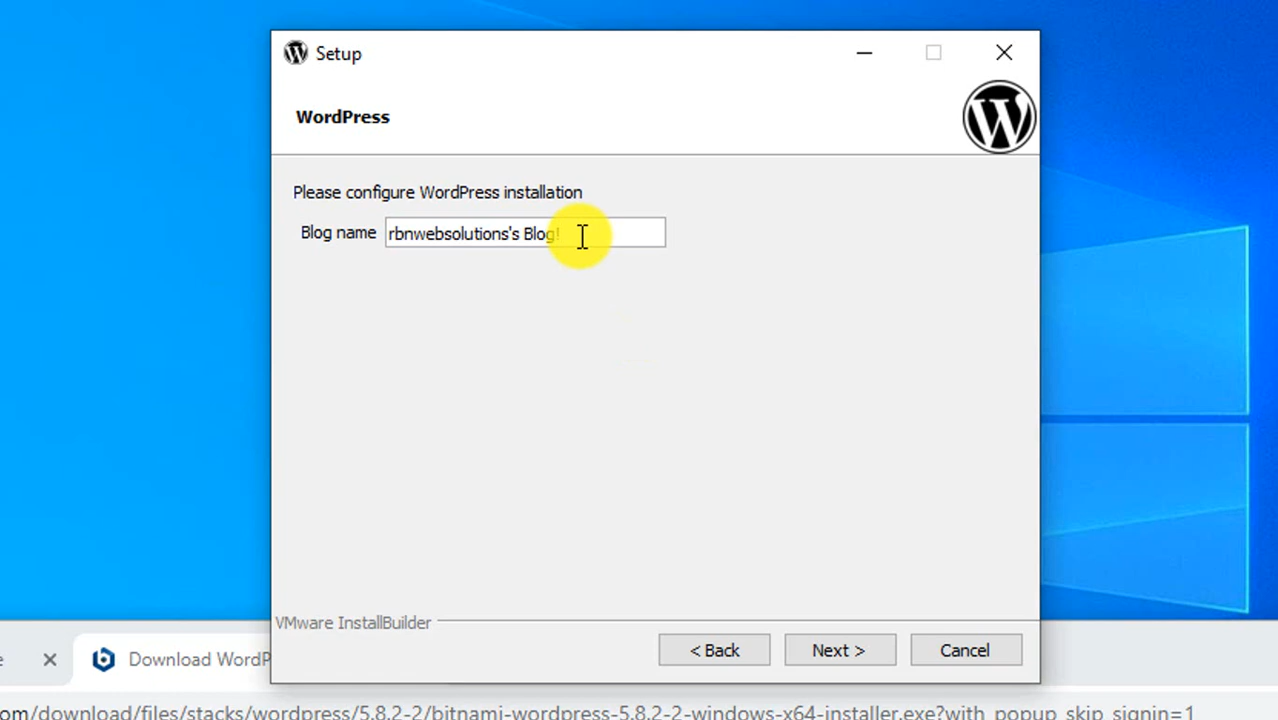 Setup
WordPress
Please configure WordPress installation
Blog name rbnwebsolutions's Blog!
VMware InstallBuilder
< Back Next > Cancel
e Download WordP
om/download/files/stacks/wordpress/5.8.2-2/bitnami-wordpress-5.8.2-2-windows-x64-installer.exe?with_popup_skip_signin=1